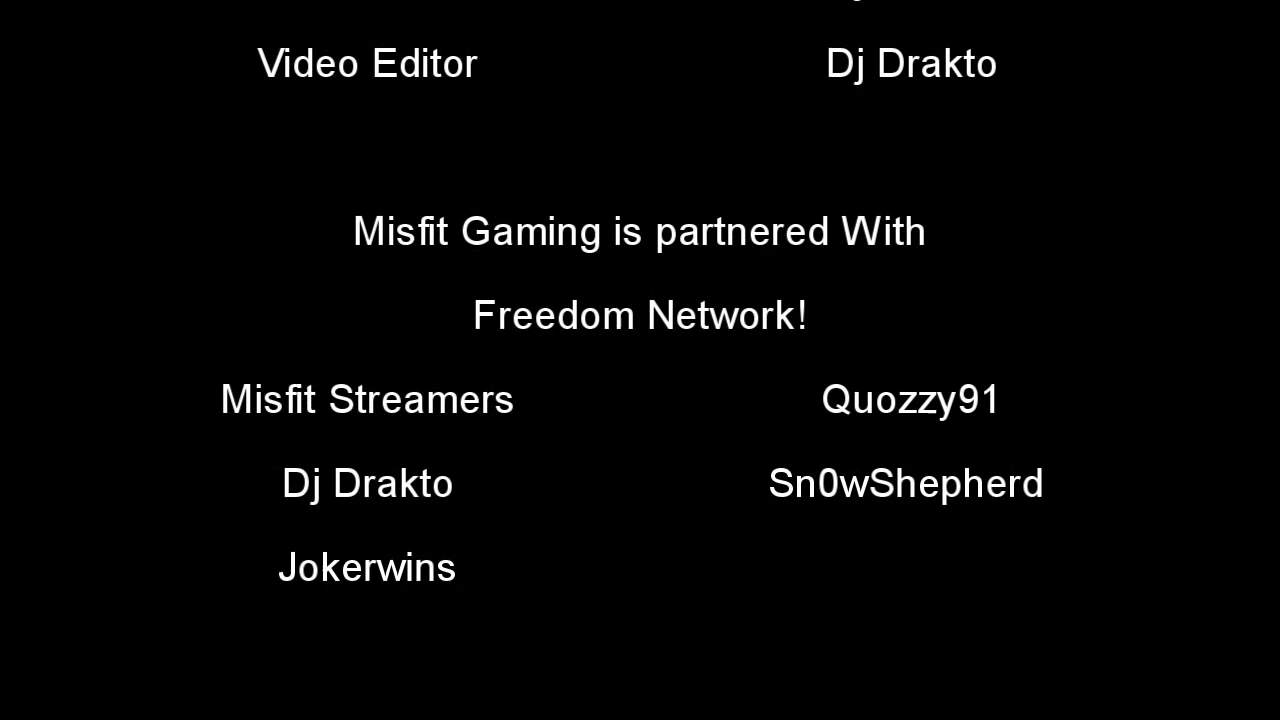 Video Editor Dj Drakto
Misfit Gaming is partnered With
Freedom Network!
Misfit Streamers Quozzy91
Dj Drakto Sn0wShepherd
Jokerwins